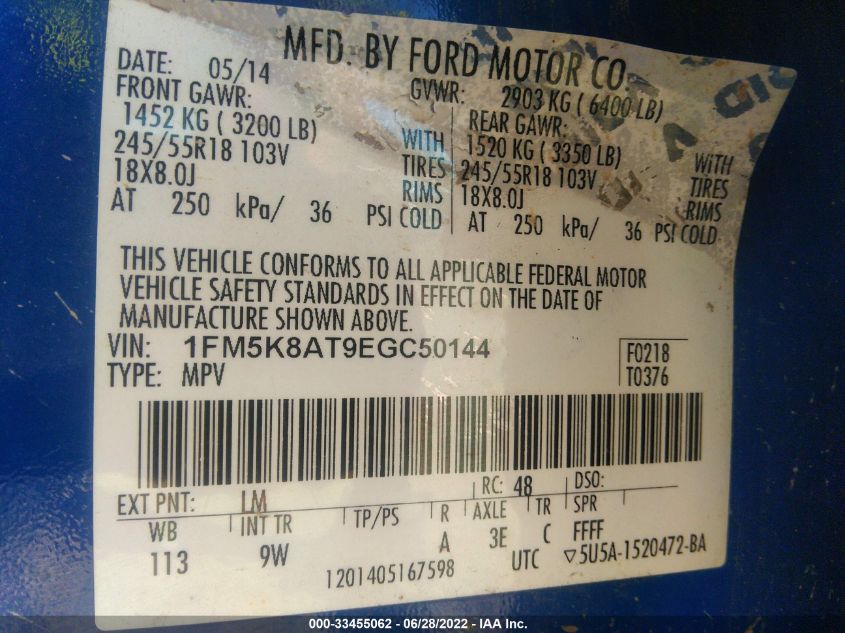 MFD. BY FORD MOTOR CO.
DATE: 05/14 GVWR: 2903 KG ( 6400 LB)
FRONT GAWR: REAR GAWR:
1452 KG ( 3200 LB) WITH 1520 KG ( 3350 LB) WITH
245/55R18 103V TIRES 245/55R18 103V TIRES
18X8.0J RIMS 18X8.0J RIMS
AT 250 kPa/ 36 PSI COLD AT 250 kPa/ 36 PSI COLD
THIS VEHICLE CONFORMS TO ALL APPLICABLE FEDERAL MOTOR
VEHICLE SAFETY STANDARDS IN EFFECT ON THE DATE OF
MANUFACTURE SHOWN ABOVE.
VIN: 1FM5K8AT9EGC50144 F0218
TYPE: MPV T0376
EXT PNT: LM RC: 48 DSO:
WB INT TR TP/PS R AXLE TR SPR
113 9W A 3E C FFFF
1201405167598 UTC ▽5U5A-1520472-BA
000-33455062 - 06/28/2022 - IAA Inc.